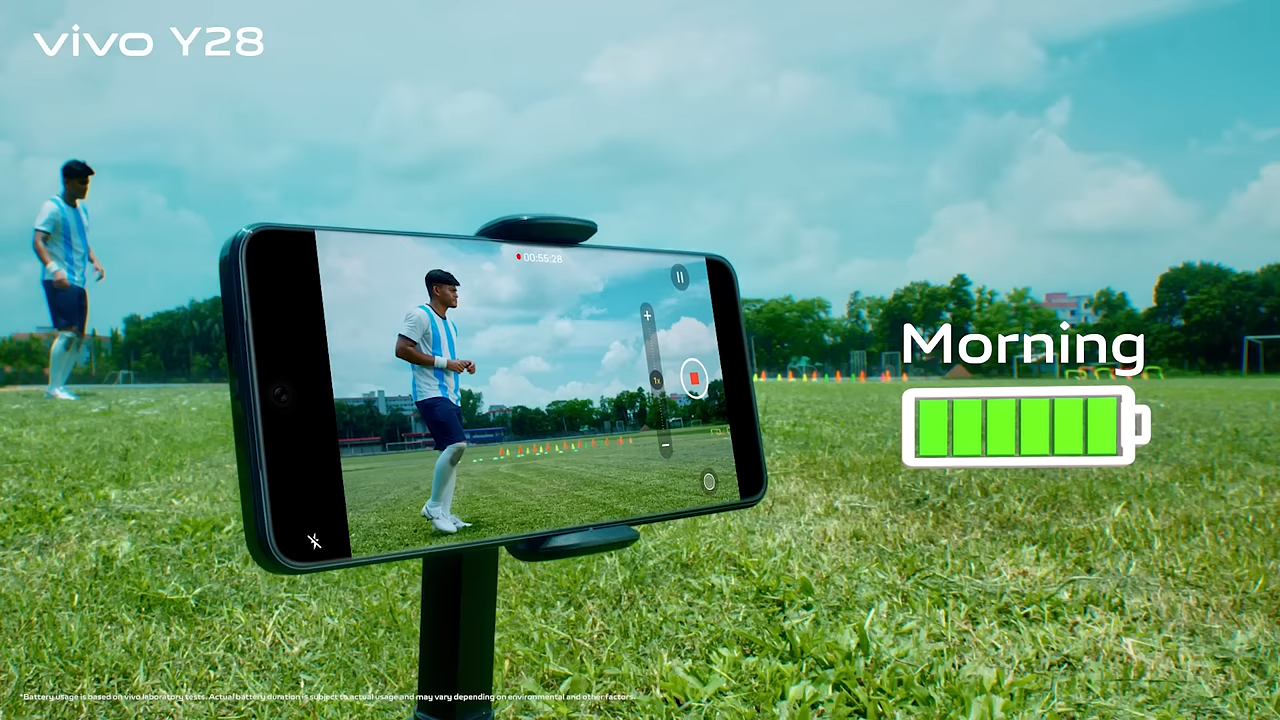 vivo Y28
00:55:28
1x
Morning
*Battery usage is based on vivo laboratory tests. Actual battery duration is subject to actual usage and may vary depending on environmental and other factors.